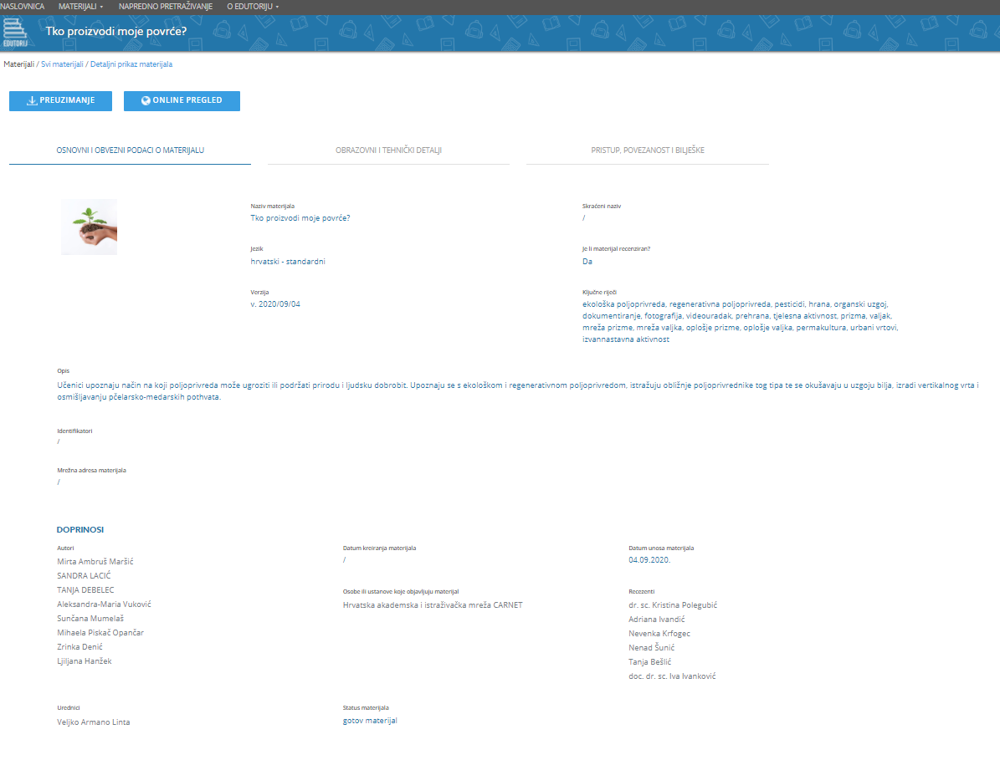 NASLOVNICA MATERIJALI NAPREDNO PRETRAŽIVANJE O EDUTORIJU
EDUTORIJ
Tko proizvodi moje povrće?
Materijali / Svi materijali / Detaljni prikaz materijala
PREUZIMANJE ONLINE PREGLED
OSNOVNI I OBVEZNI PODACI O MATERIJALU OBRAZOVNI I TEHNIČKI DETALJI PRISTUP, POVEZANOST I BILJEŠKE
Naziv materijala
Tko proizvodi moje povrće?
Skraćeni naziv
/
Jezik
hrvatski - standardni
Je li materijal recenziran?
Da
Verzija
v. 2020/09/04
Ključne riječi
ekološka poljoprivreda, regenerativna poljoprivreda, pesticidi, hrana, organski uzgoj,
dokumentiranje, fotografija, videouradak, prehrana, tjelesna aktivnost, prizma, valjak,
mreža prizme, mreža valjka, oplošje prizme, oplošje valjka, permakultura, urbani vrtovi,
izvannastavna aktivnost
Opis
Učenici upoznaju način na koji poljoprivreda može ugroziti ili podržati prirodu i ljudsku dobrobit. Upoznaju se s ekološkom i regenerativnom poljoprivredom, istražuju obližnje poljoprivrednike tog tipa te se okušavaju u uzgoju bilja, izradi vertikalnog vrta i
osmišljavanju pčelarsko-medarskih pothvata.
Identifikatori
/
Mrežna adresa materijala
/
DOPRINOSI
Autori
Mirta Ambruš Maršić
SANDRA LACIĆ
TANJA DEBELEC
Aleksandra-Maria Vuković
Sunčana Mumelaš
Mihaela Piskač Opančar
Zrinka Denić
Ljiljana Hanžek
Datum kreiranja materijala
/
Osobe ili ustanove koje objavljuju materijal
Hrvatska akademska i istraživačka mreža CARNET
Datum unosa materijala
04.09.2020.
Recezenti
dr. sc. Kristina Polegubić
Adriana Ivandić
Nevenka Krfogec
Nenad Šunić
Tanja Bešlić
doc. dr. sc. Iva Ivanković
Urednici
Veljko Armano Linta
Status materijala
gotov materijal